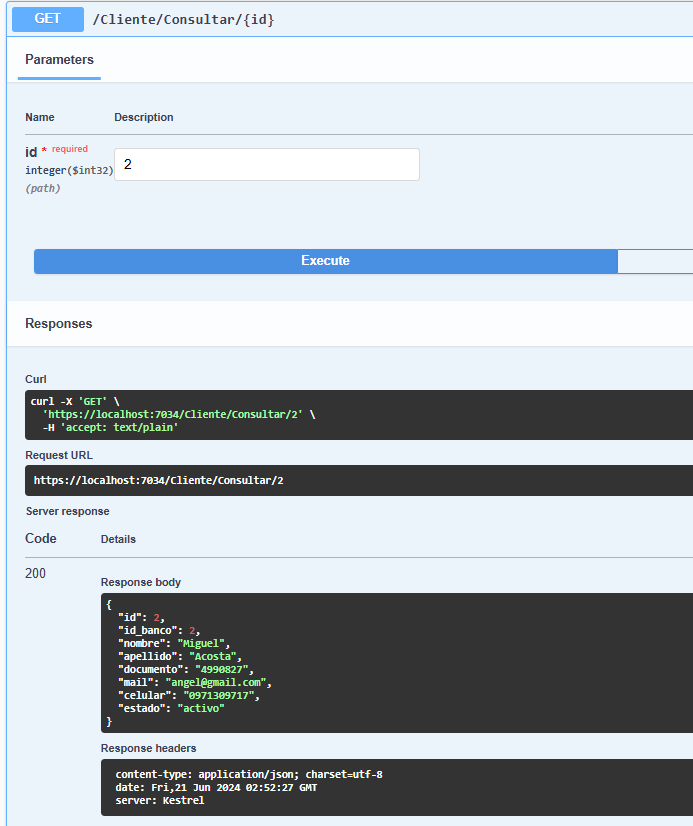 GET /Cliente/Consultar/{id}
Parameters
Name Description
id * required
integer($int32)
(path)
2
Execute
Responses
Curl
curl -X 'GET' \
'https://localhost:7034/Cliente/Consultar/2' \
-H 'accept: text/plain'
Request URL
https://localhost:7034/Cliente/Consultar/2
Server response
Code Details
200
Response body
{
"id": 2,
"id_banco": 2,
"nombre": "Miguel",
"apellido": "Acosta",
"documento": "4990827",
"mail": "angel@gmail.com",
"celular": "0971309717",
"estado": "activo"
}
Response headers
content-type: application/json; charset=utf-8
date: Fri,21 Jun 2024 02:52:27 GMT
server: Kestrel